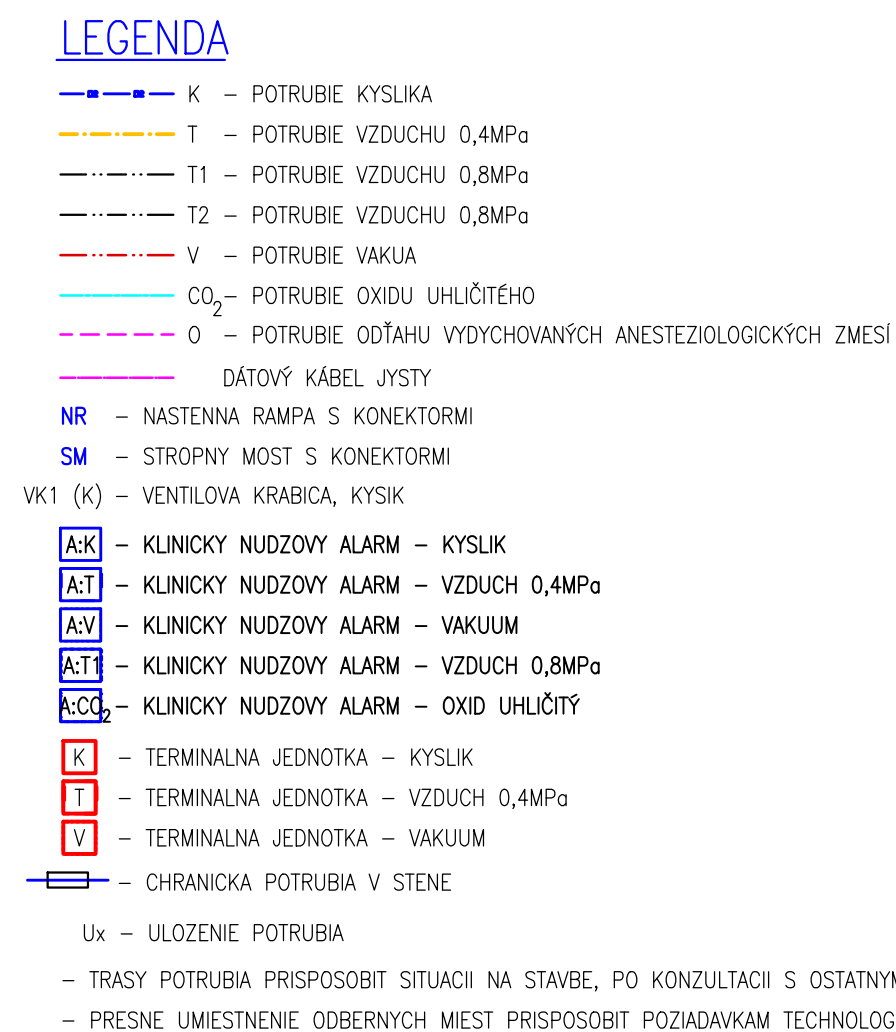 LEGENDA
K – POTRUBIE KYSLIKA
T – POTRUBIE VZDUCHU 0,4MPa
T1 – POTRUBIE VZDUCHU 0,8MPa
T2 – POTRUBIE VZDUCHU 0,8MPa
V – POTRUBIE VAKUA
CO2– POTRUBIE OXIDU UHLIČITÉHO
O – POTRUBIE ODŤAHU VYDYCHOVANÝCH ANESTEZIOLOGICKÝCH ZMESÍ
DÁTOVÝ KÁBEL JYSTY
NR – NASTENNA RAMPA S KONEKTORMI
SM – STROPNY MOST S KONEKTORMI
VK1 (K) – VENTILOVA KRABICA, KYSIK
A:K – KLINICKY NUDZOVY ALARM – KYSLIK
A:T – KLINICKY NUDZOVY ALARM – VZDUCH 0,4MPa
A:V – KLINICKY NUDZOVY ALARM – VAKUUM
A:T1 – KLINICKY NUDZOVY ALARM – VZDUCH 0,8MPa
A:CO2 – KLINICKY NUDZOVY ALARM – OXID UHLIČITÝ
K – TERMINALNA JEDNOTKA – KYSLIK
T – TERMINALNA JEDNOTKA – VZDUCH 0,4MPa
V – TERMINALNA JEDNOTKA – VAKUUM
– CHRANICKA POTRUBIA V STENE
Ux – ULOZENIE POTRUBIA
– TRASY POTRUBIA PRISPOSOBIT SITUACII NA STAVBE, PO KONZULTACII S OSTATNYM
– PRESNE UMIESTNENIE ODBERNYCH MIEST PRISPOSOBIT POZIADAVKAM TECHNOLOG